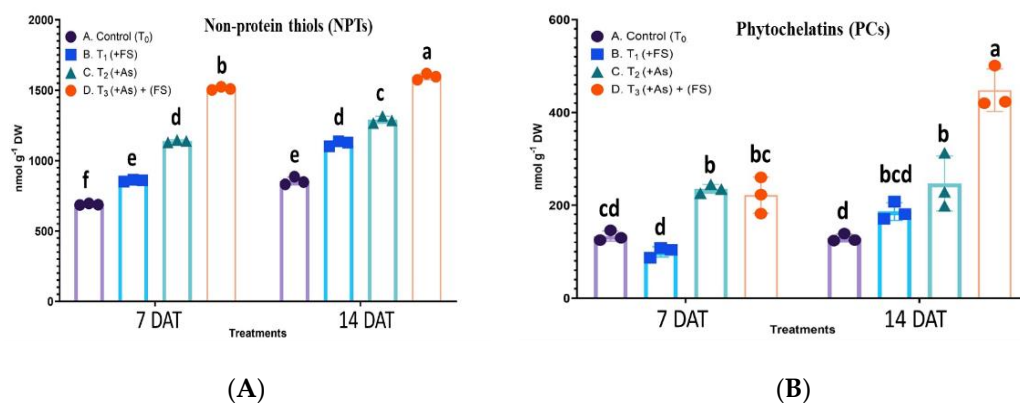 Non-protein thiols (NPTs)
2000
1500
1000
500
0
nmol g⁻¹ DW
A. Control (T₀)
B. T₁ (+FS)
C. T₂ (+As)
D. T₃ (+As) + (FS)
f
e
d
b
e
d
c
a
7 DAT
14 DAT
Treatments
(A)
Phytochelatins (PCs)
600
400
200
0
nmol g⁻¹ DW
A. Control (T₀
B. T₁ (+FS)
C. T₂ (+As)
D. T₃ (+As) + (FS)
cd
d
b
bc
d
bcd
b
a
7 DAT
14 DAT
Treatments
(B)